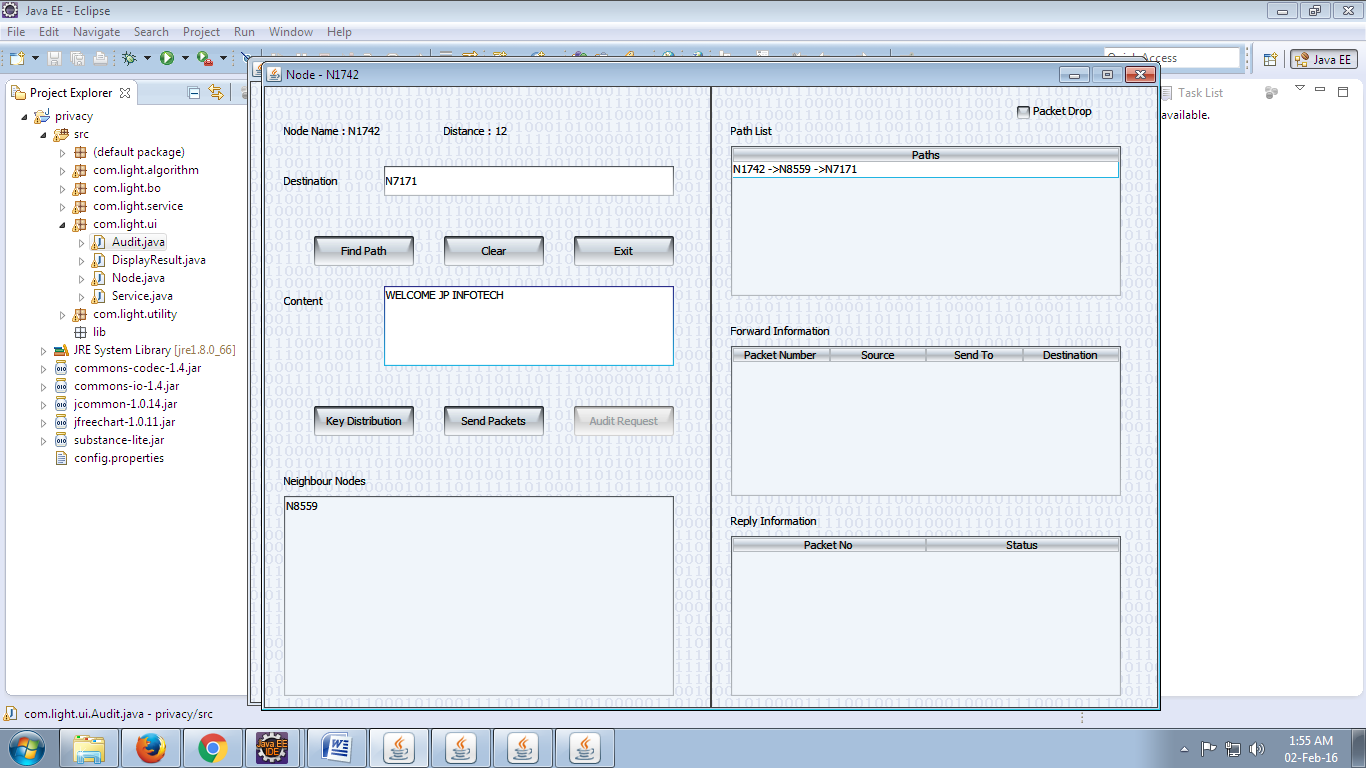 Java EE - Eclipse
File Edit Navigate Search Project Run Window Help
Access
Java EE
Project Explorer
privacy
src
(default package)
com.light.algorithm
com.light.bo
com.light.service
com.light.ui
Audit.java
DisplayResult.java
Node.java
Service.java
com.light.utility
lib
JRE System Library [jre1.8.0_66]
commons-codec-1.4.jar
commons-io-1.4.jar
jcommon-1.0.14.jar
jfreechart-1.0.11.jar
substance-lite.jar
config.properties
Node - N1742
Node Name : N1742 Distance : 12
Destination N7171
Find Path Clear Exit
Content WELCOME JP INFOTECH
Key Distribution Send Packets Audit Request
Neighbour Nodes
N8559
Packet Drop
Path List
Paths
N1742 ->N8559 ->N7171
Forward Information
Packet Number Source Send To Destination
Reply Information
Packet No Status
Task List
available.
com.light.ui.Audit.java - privacy/src
Java EE
IDE
1:55 AM
02-Feb-16